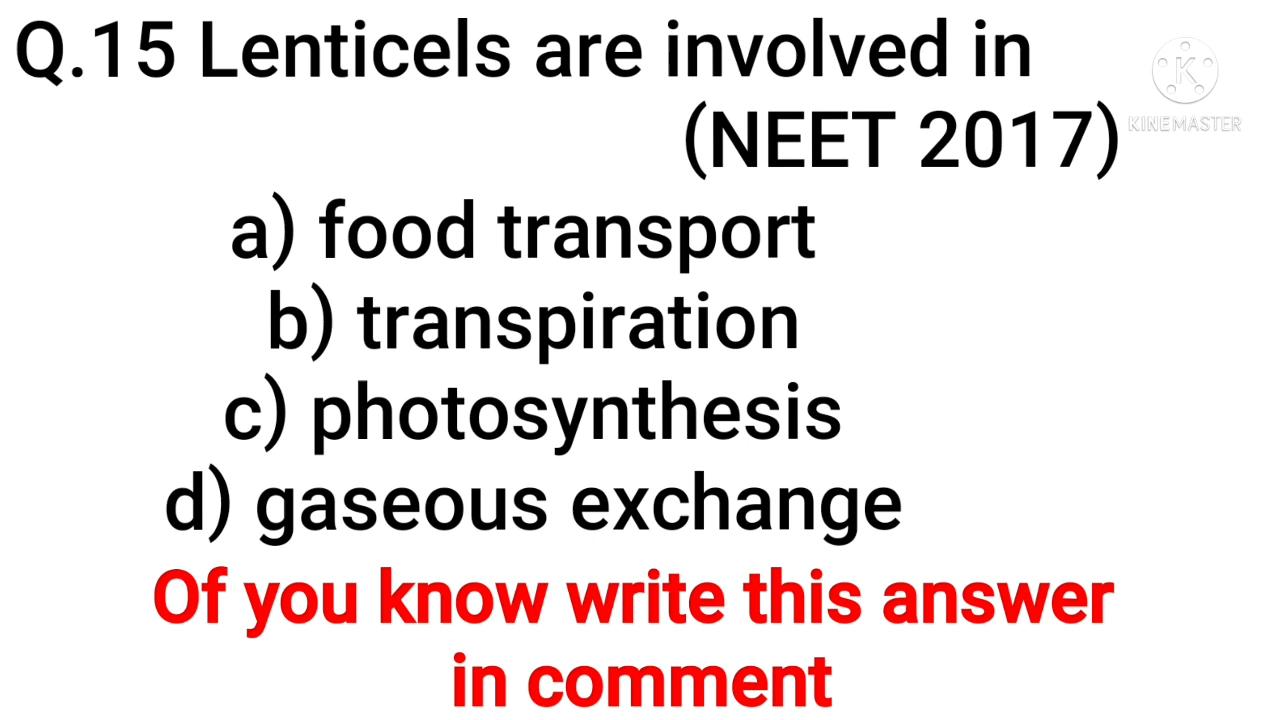 Q.15 Lenticels are involved in
(NEET 2017)
KINEMASTER
a) food transport
b) transpiration
c) photosynthesis
d) gaseous exchange
Of you know write this answer
in comment